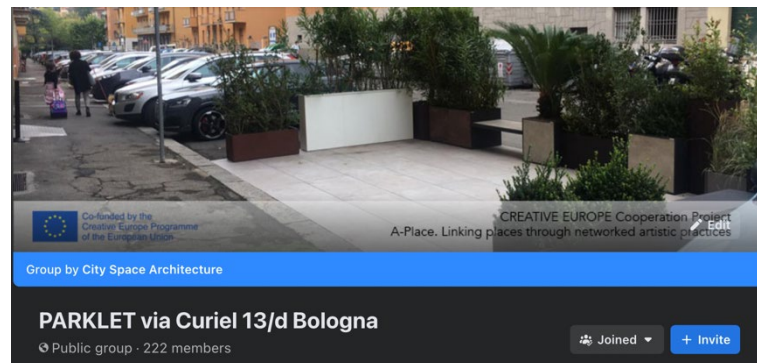 Co-funded by the
Creative Europe Programme
of the European Union
CREATIVE EUROPE Cooperation Project
A-Place. Linking places through networked artistic practices
Edit
Group by City Space Architecture
PARKLET via Curiel 13/d Bologna
Public group · 222 members
Joined
+ Invite